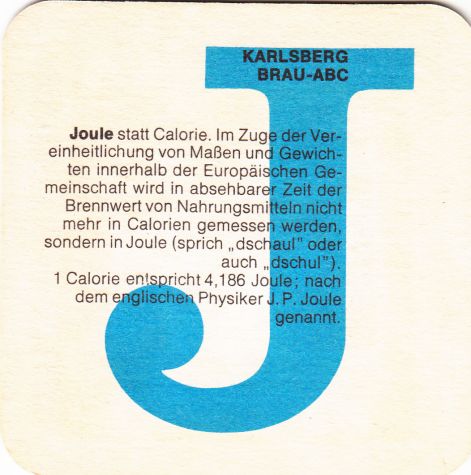 KARLSBERG
BRAU-ABC
Joule statt Calorie. Im Zuge der Ver-
einheitlichung von Maßen und Gewich-
ten innerhalb der Europäischen Ge-
meinschaft wird in absehbarer Zeit der
Brennwert von Nahrungsmitteln nicht
mehr in Calorien gemessen werden,
sondern in Joule (sprich „dschaul" oder
auch „dschul").
1 Calorie entspricht 4,186 Joule; nach
dem englischen Physiker J. P. Joule
genannt.
J